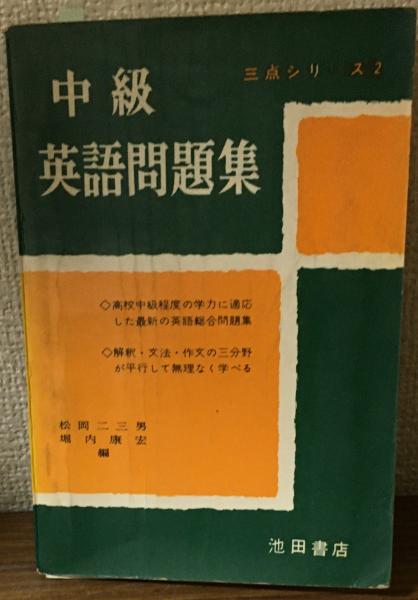 三点シリーズ2
中級
英語問題集
◇高校中級程度の学力に適応
した最新の英語総合問題集
◇解釈・文法・作文の三分野
が平行して無理なく学べる
松岡二三男
堀内康宏
編
池田書店